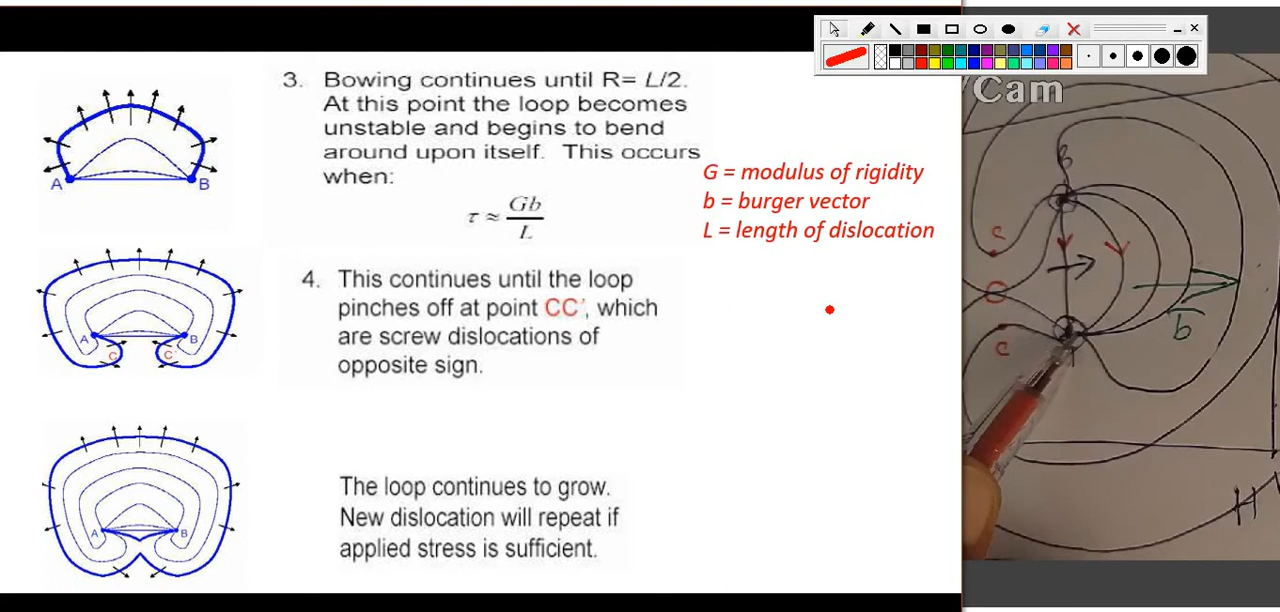 3. Bowing continues until R= L/2.
At this point the loop becomes
unstable and begins to bend
around upon itself. This occurs
when:
τ ≈ Gb
L
G = modulus of rigidity
b = burger vector
L = length of dislocation
4. This continues until the loop
pinches off at point CC', which
are screw dislocations of
opposite sign.
The loop continues to grow.
New dislocation will repeat if
applied stress is sufficient.
A B
A B
C C'
A B
Cam
b
c
c
H